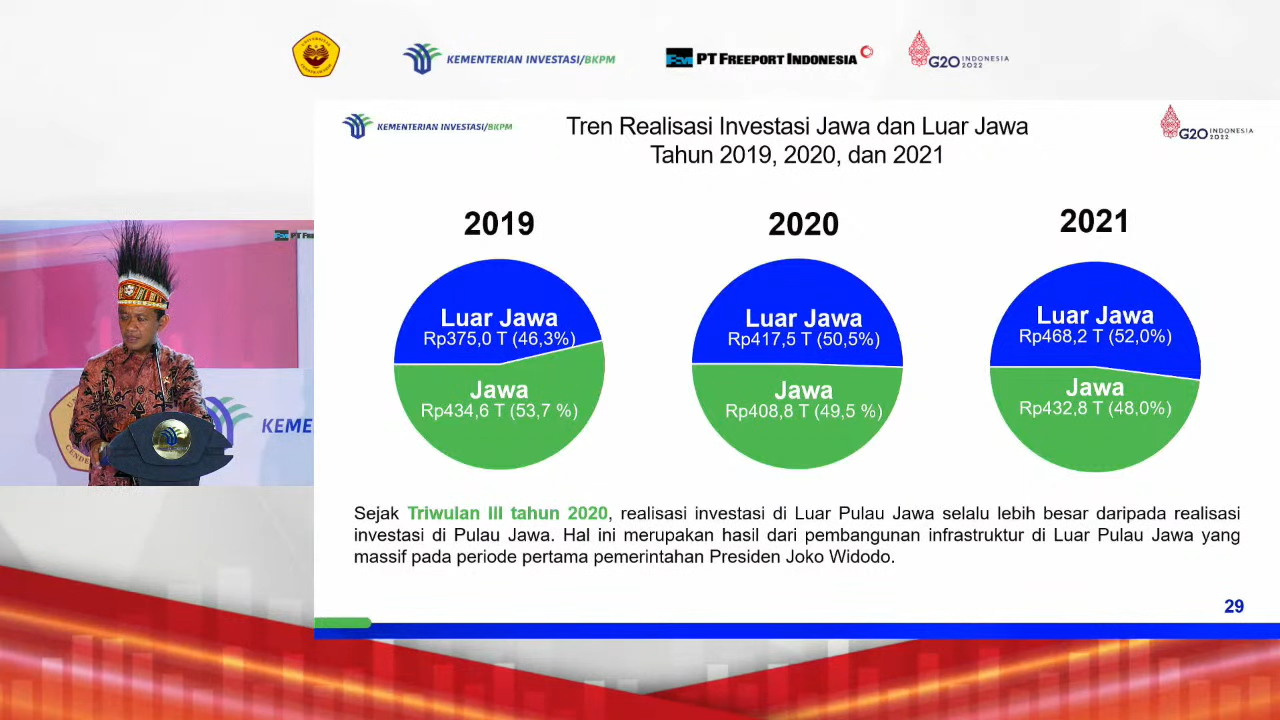 KEMENTERIAN INVESTASI/BKPM
FCX PT FREEPORT INDONESIA
G20 INDONESIA
2022
KEMENTERIAN INVESTASI/BKPM
Tren Realisasi Investasi Jawa dan Luar Jawa
Tahun 2019, 2020, dan 2021
G20 INDONESIA
2022
2019
2020
2021
Luar Jawa
Rp375,0 T (46,3%)
Jawa
Rp434,6 T (53,7 %)
Luar Jawa
Rp417,5 T (50,5%)
Jawa
Rp408,8 T (49,5 %)
Luar Jawa
Rp468,2 T (52,0%)
Jawa
Rp432,8 T (48,0%)
KEME
Sejak Triwulan III tahun 2020, realisasi investasi di Luar Pulau Jawa selalu lebih besar daripada realisasi
investasi di Pulau Jawa. Hal ini merupakan hasil dari pembangunan infrastruktur di Luar Pulau Jawa yang
massif pada periode pertama pemerintahan Presiden Joko Widodo.
29